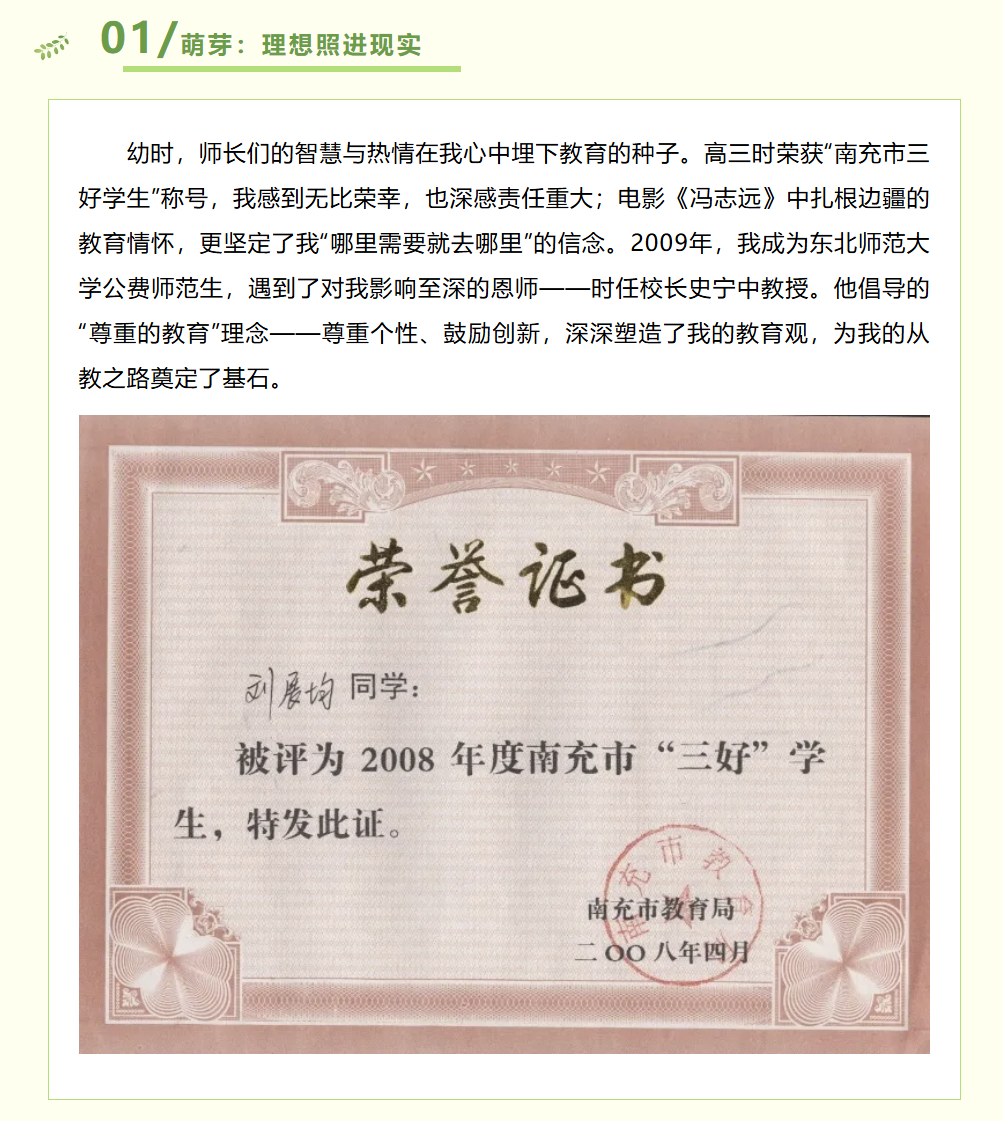 01/萌芽：理想照进现实
幼时，师长们的智慧与热情在我心中埋下教育的种子。高三时荣获“南充市三
好学生”称号，我感到无比荣幸，也深感责任重大；电影《冯志远》中扎根边疆的
教育情怀，更坚定了我“哪里需要就去哪里”的信念。2009年，我成为东北师范大
学公费师范生，遇到了对我影响至深的恩师——时任校长史宁中教授。他倡导的
“尊重的教育”理念——尊重个性、鼓励创新，深深塑造了我的教育观，为我的从
教之路奠定了基石。
荣誉证书
刘展均 同学：
被评为 2008 年度南充市“三好”学
生，特发此证。
南充市教育局
二OO八年四月